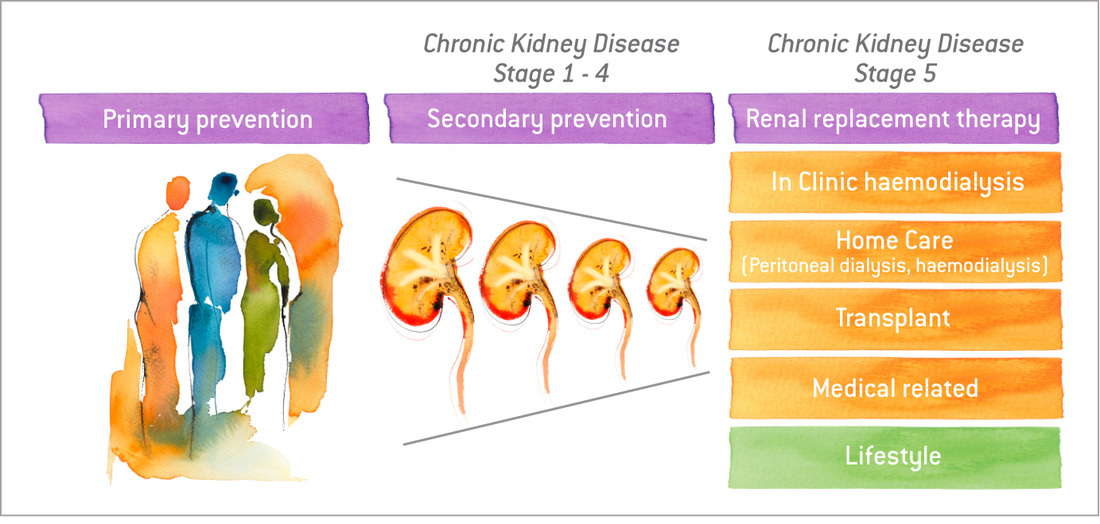 Chronic Kidney Disease
Stage 1 - 4
Chronic Kidney Disease
Stage 5
Primary prevention
Secondary prevention
Renal replacement therapy
In Clinic haemodialysis
Home Care
(Peritoneal dialysis, haemodialysis)
Transplant
Medical related
Lifestyle